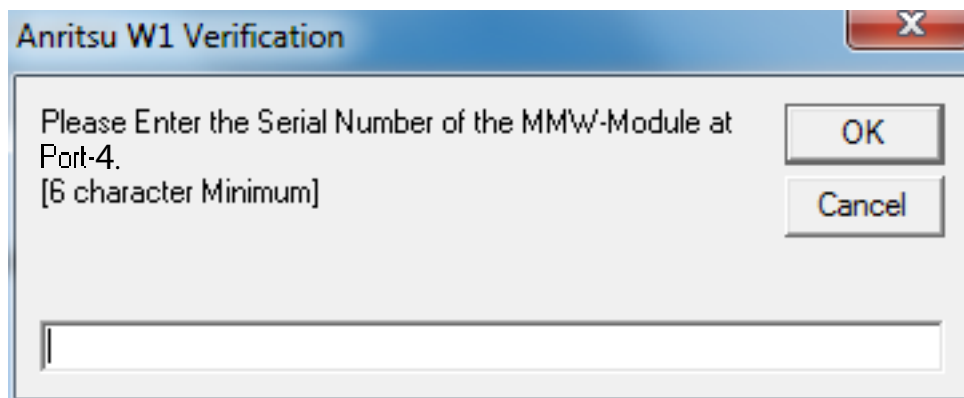 Anritsu W1 Verification
Please Enter the Serial Number of the MMW-Module at
Port-4.
[6 character Minimum]
OK
Cancel